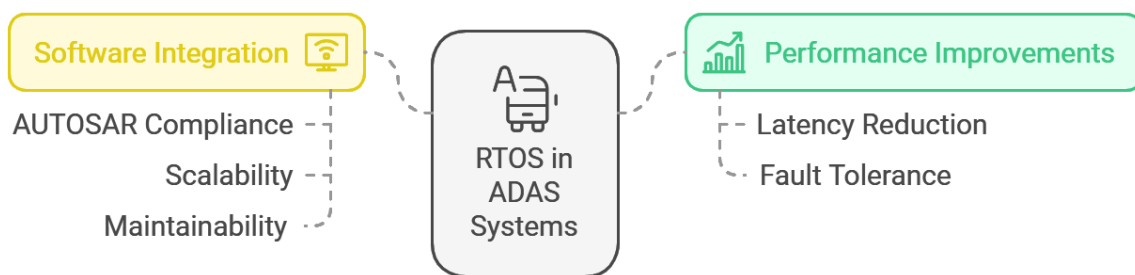 Software Integration
AUTOSAR Compliance
Scalability
Maintainability
A
RTOS in
ADAS
Systems
Performance Improvements
Latency Reduction
Fault Tolerance